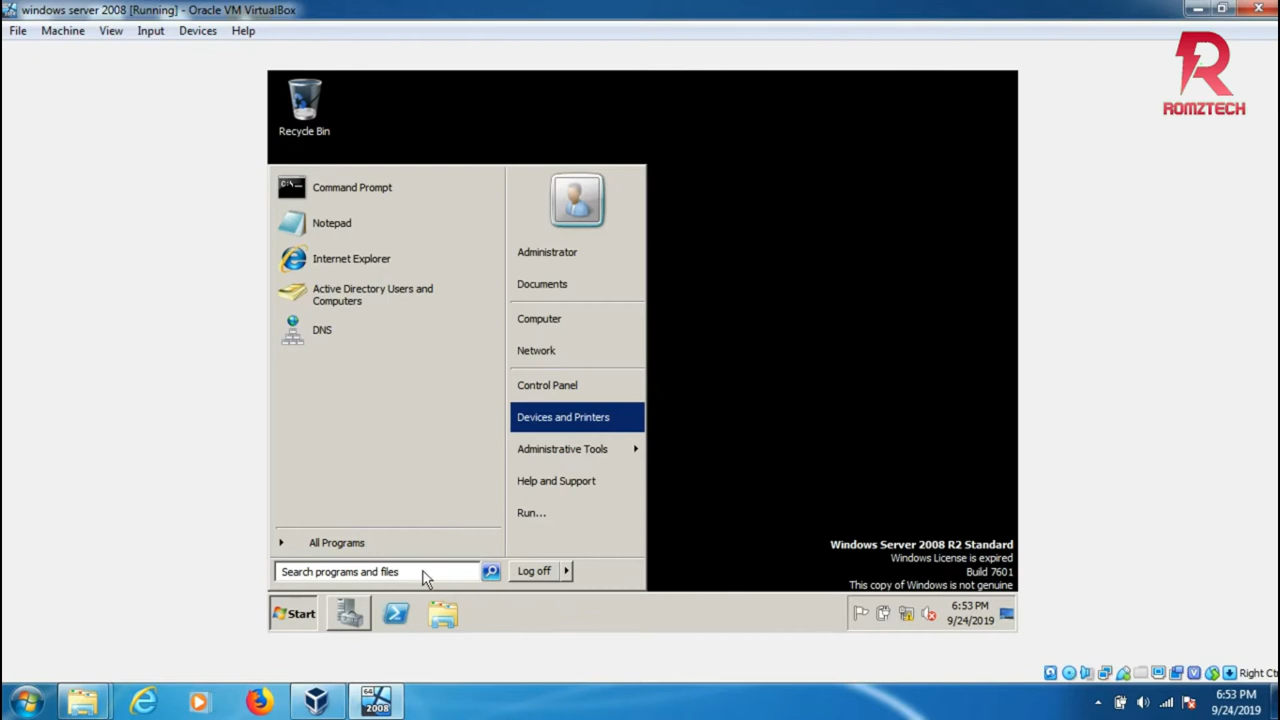 windows server 2008 [Running] - Oracle VM VirtualBox
File Machine View Input Devices Help
ROMZTECH
Recycle Bin
Command Prompt
Notepad
Internet Explorer
Active Directory Users and
Computers
DNS
All Programs
Search programs and files
Administrator
Documents
Computer
Network
Control Panel
Devices and Printers
Administrative Tools
Help and Support
Run...
Log off
Windows Server 2008 R2 Standard
Windows License is expired
Build 7601
This copy of Windows is not genuine
Start
6:53 PM
9/24/2019
Right Ct
64
2008
6:53 PM
9/24/2019